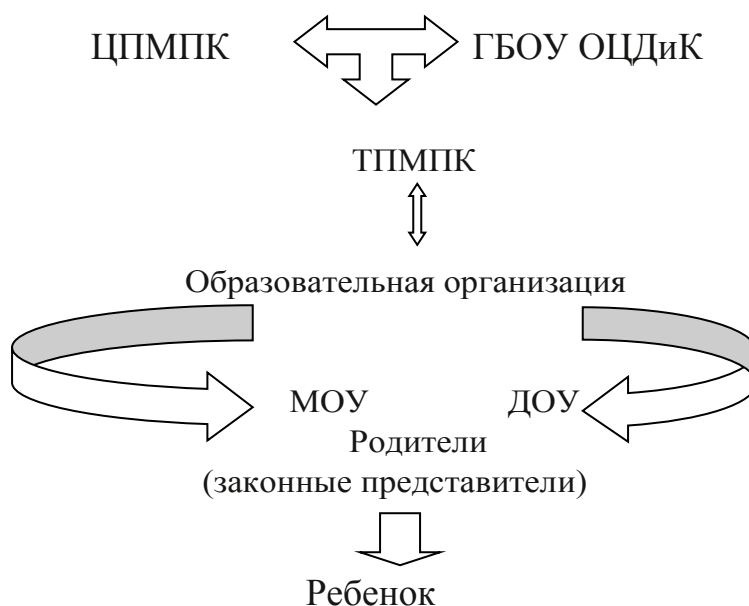 ЦПМПК ГБОУ ОЦДиК
ТПМПК
Образовательная организация
МОУ ДОУ
Родители
(законные представители)
Ребенок